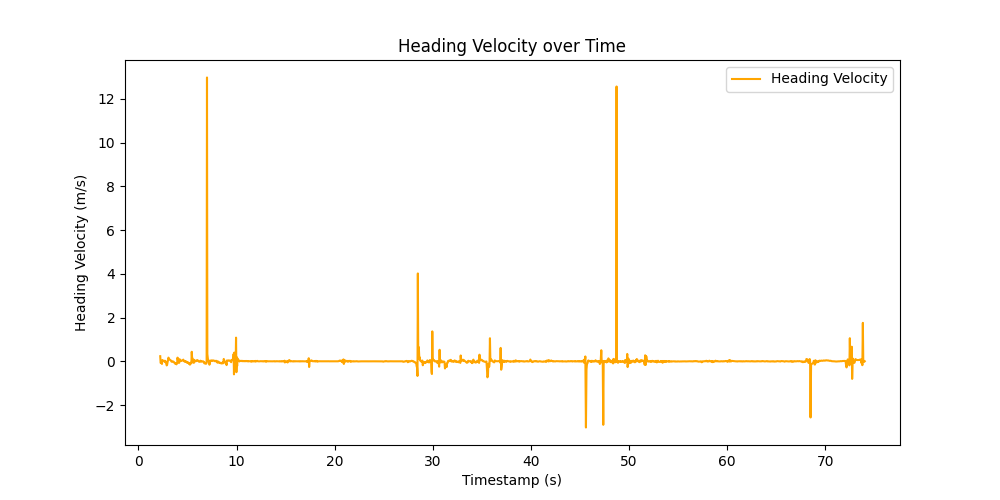 Heading Velocity over Time
Heading Velocity
12
10
8
6
4
2
0
−2
Heading Velocity (m/s)
0 10 20 30 40 50 60 70
Timestamp (s)